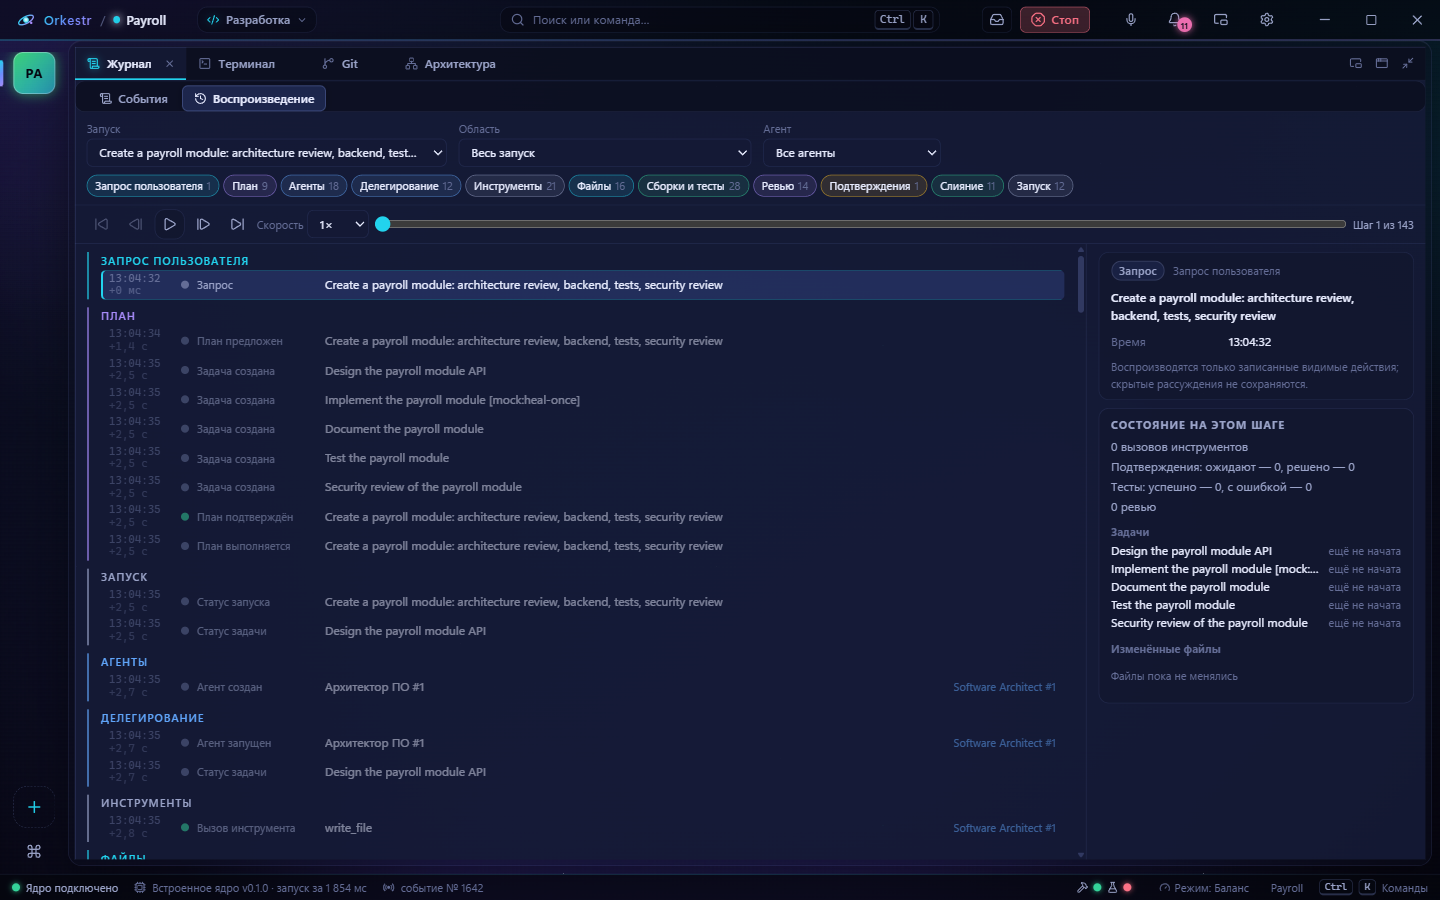 Orkestr / Payroll
Разработка
Поиск или команда...
Ctrl K
Стоп
11
PA
Журнал
Терминал
Git
Архитектура
События
Воспроизведение
Запуск
Область
Агент
Create a payroll module: architecture review, backend, test...
Весь запуск
Все агенты
Запрос пользователя 1
План 9
Агенты 18
Делегирование 12
Инструменты 21
Файлы 16
Сборки и тесты 28
Ревью 14
Подтверждения 1
Слияние 11
Запуск 12
Скорость 1×
Шаг 1 из 143
ЗАПРОС ПОЛЬЗОВАТЕЛЯ
13:04:32
+0 мс
Запрос
Create a payroll module: architecture review, backend, tests, security review
ПЛАН
13:04:34
+1,4 с
План предложен
Create a payroll module: architecture review, backend, tests, security review
13:04:35
+2,5 с
Задача создана
Design the payroll module API
13:04:35
+2,5 с
Задача создана
Implement the payroll module [mock:heal-once]
13:04:35
+2,5 с
Задача создана
Document the payroll module
13:04:35
+2,5 с
Задача создана
Test the payroll module
13:04:35
+2,5 с
Задача создана
Security review of the payroll module
13:04:35
+2,5 с
План подтверждён
Create a payroll module: architecture review, backend, tests, security review
13:04:35
+2,5 с
План выполняется
Create a payroll module: architecture review, backend, tests, security review
ЗАПУСК
13:04:35
+2,5 с
Статус запуска
Create a payroll module: architecture review, backend, tests, security review
13:04:35
+2,5 с
Статус задачи
Design the payroll module API
АГЕНТЫ
13:04:35
+2,7 с
Агент создан
Архитектор ПО #1
Software Architect #1
ДЕЛЕГИРОВАНИЕ
13:04:35
+2,7 с
Агент запущен
Архитектор ПО #1
Software Architect #1
13:04:35
+2,7 с
Статус задачи
Design the payroll module API
ИНСТРУМЕНТЫ
13:04:35
+2,8 с
Вызов инструмента
write_file
Software Architect #1
ФАЙЛЫ
Запрос
Запрос пользователя
Create a payroll module: architecture review,
backend, tests, security review
Время 13:04:32
Воспроизводятся только записанные видимые действия;
скрытые рассуждения не сохраняются.
СОСТОЯНИЕ НА ЭТОМ ШАГЕ
0 вызовов инструментов
Подтверждения: ожидают — 0, решено — 0
Тесты: успешно — 0, с ошибкой — 0
0 ревью
Задачи
Design the payroll module API ещё не начата
Implement the payroll module [mock:... ещё не начата
Document the payroll module ещё не начата
Test the payroll module ещё не начата
Security review of the payroll module ещё не начата
Изменённые файлы
Файлы пока не менялись
Ядро подключено
Встроенное ядро v0.1.0 · запуск за 1 854 мс
событие № 1642
Режим: Баланс
Payroll
Ctrl K Команды